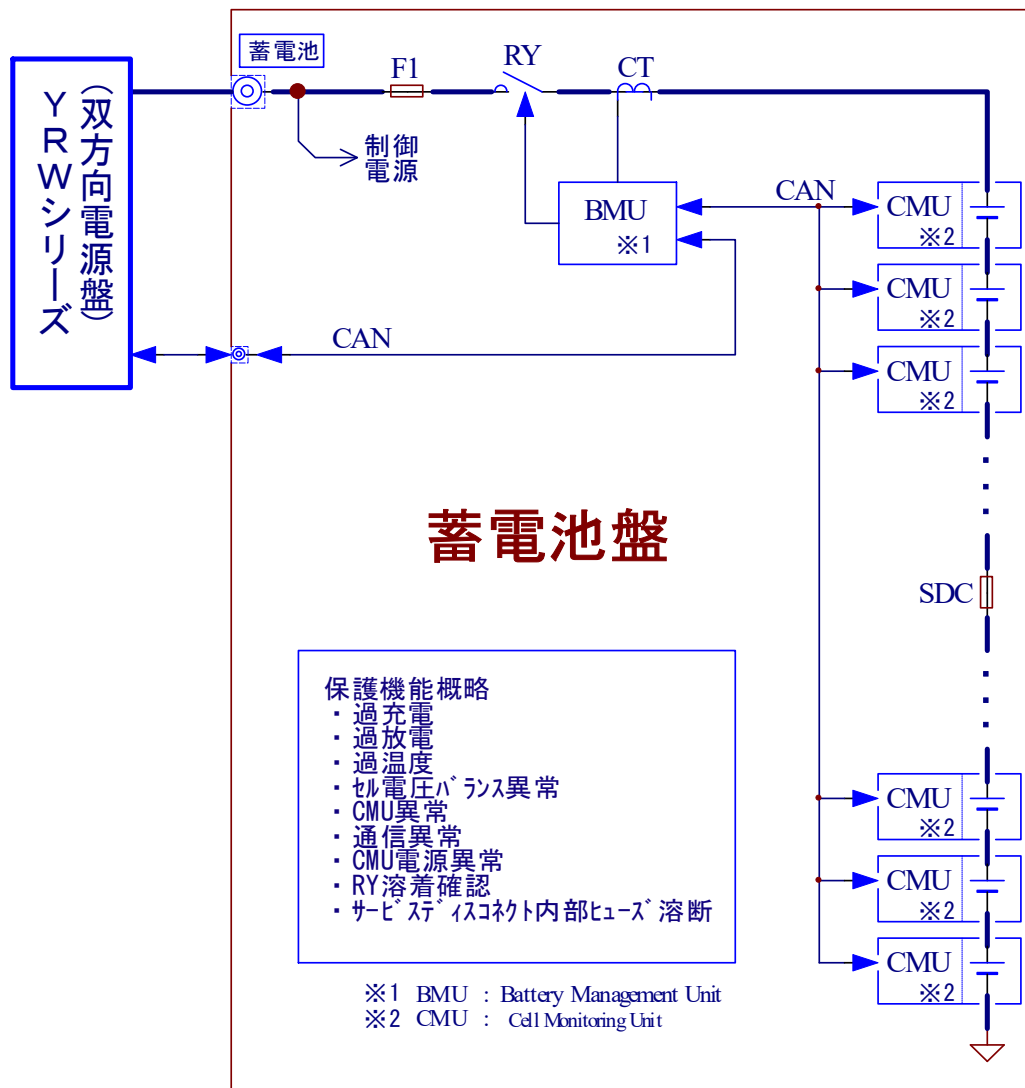 蓄電池
F1
RY
CT
(双方向電源盤)
YRWシリーズ
制御
電源
BMU
※1
CAN
CMU
※2
CMU
※2
CAN
CMU
※2
蓄電池盤
SDC
保護機能概略
・過充電
・過放電
・過温度
・ｾﾙ電圧ﾊﾞﾗﾝｽ異常
・CMU異常
・通信異常
・CMU電源異常
・RY溶着確認
・ｻｰﾋﾞｽﾃﾞｨｽｺﾈｸﾄ内部ﾋｭｰｽﾞ溶断
CMU
※2
CMU
※2
CMU
※2
※1 BMU : Battery Management Unit
※2 CMU : Cell Monitoring Unit